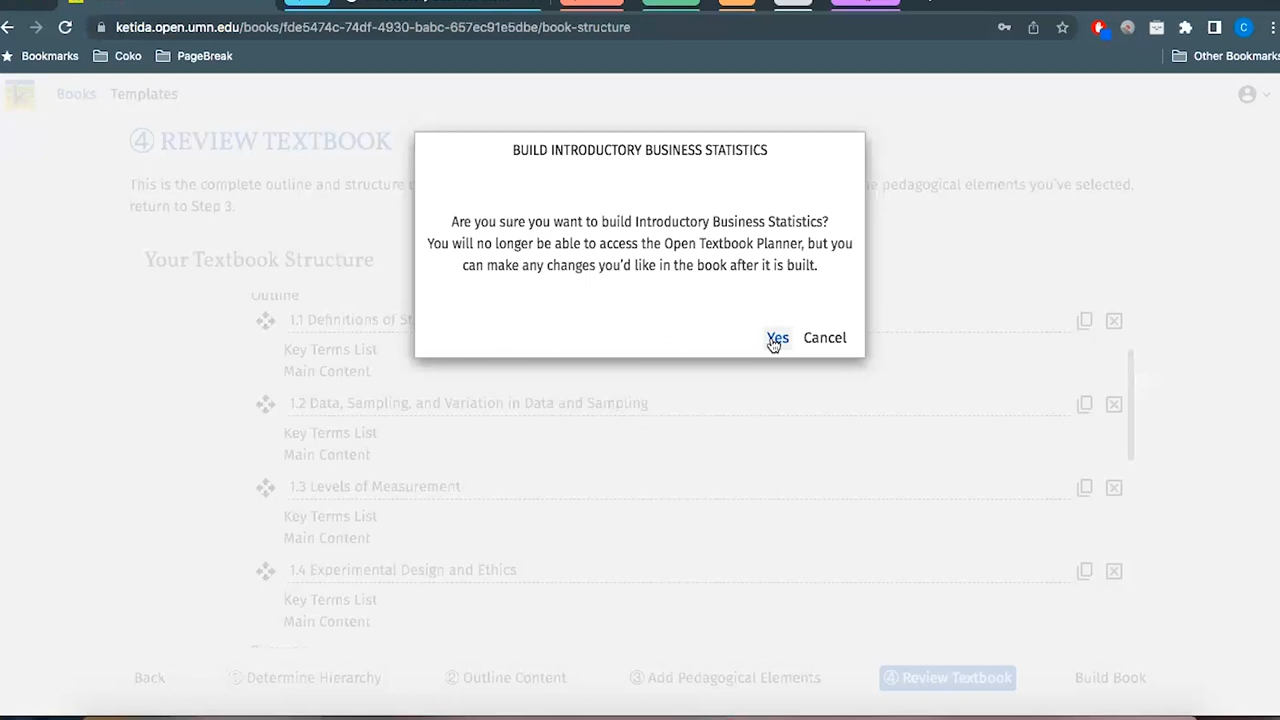 ketida.open.umn.edu/books/fde5474c-74df-4930-babc-657ec91e5dbe/book-structure
C
Bookmarks Coko PageBreak Other Bookmarks
Books Templates
④ REVIEW TEXTBOOK
This is the complete outline and structure pedagogical elements you've selected,
return to Step 3.
Your Textbook Structure
BUILD INTRODUCTORY BUSINESS STATISTICS
Are you sure you want to build Introductory Business Statistics?
You will no longer be able to access the Open Textbook Planner, but you
can make any changes you'd like in the book after it is built.
Yes Cancel
Outline
1.1 Definitions of St
Key Terms List
Main Content
1.2 Data, Sampling, and Variation in Data and Sampling
Key Terms List
Main Content
1.3 Levels of Measurement
Key Terms List
Main Content
1.4 Experimental Design and Ethics
Key Terms List
Main Content
Back ① Determine Hierarchy ② Outline Content ③ Add Pedagogical Elements ④ Review Textbook Build Book